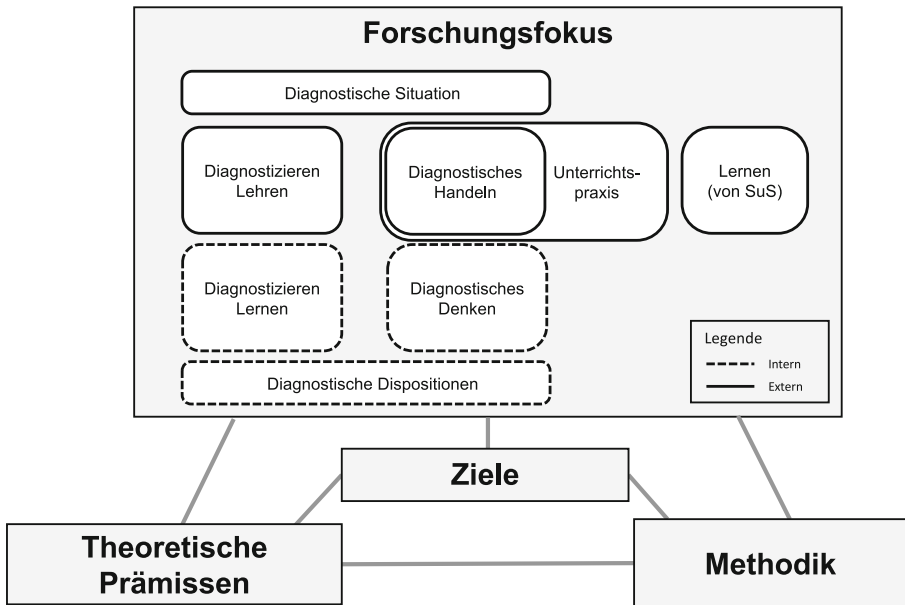 Forschungsfokus
Diagnostische Situation
Diagnostizieren
Lehren
Diagnostisches
Handeln
Unterrichts-
praxis
Lernen
(von SuS)
Diagnostizieren
Lernen
Diagnostisches
Denken
Diagnostische Dispositionen
Legende
Intern
Extern
Ziele
Theoretische
Prämissen
Methodik